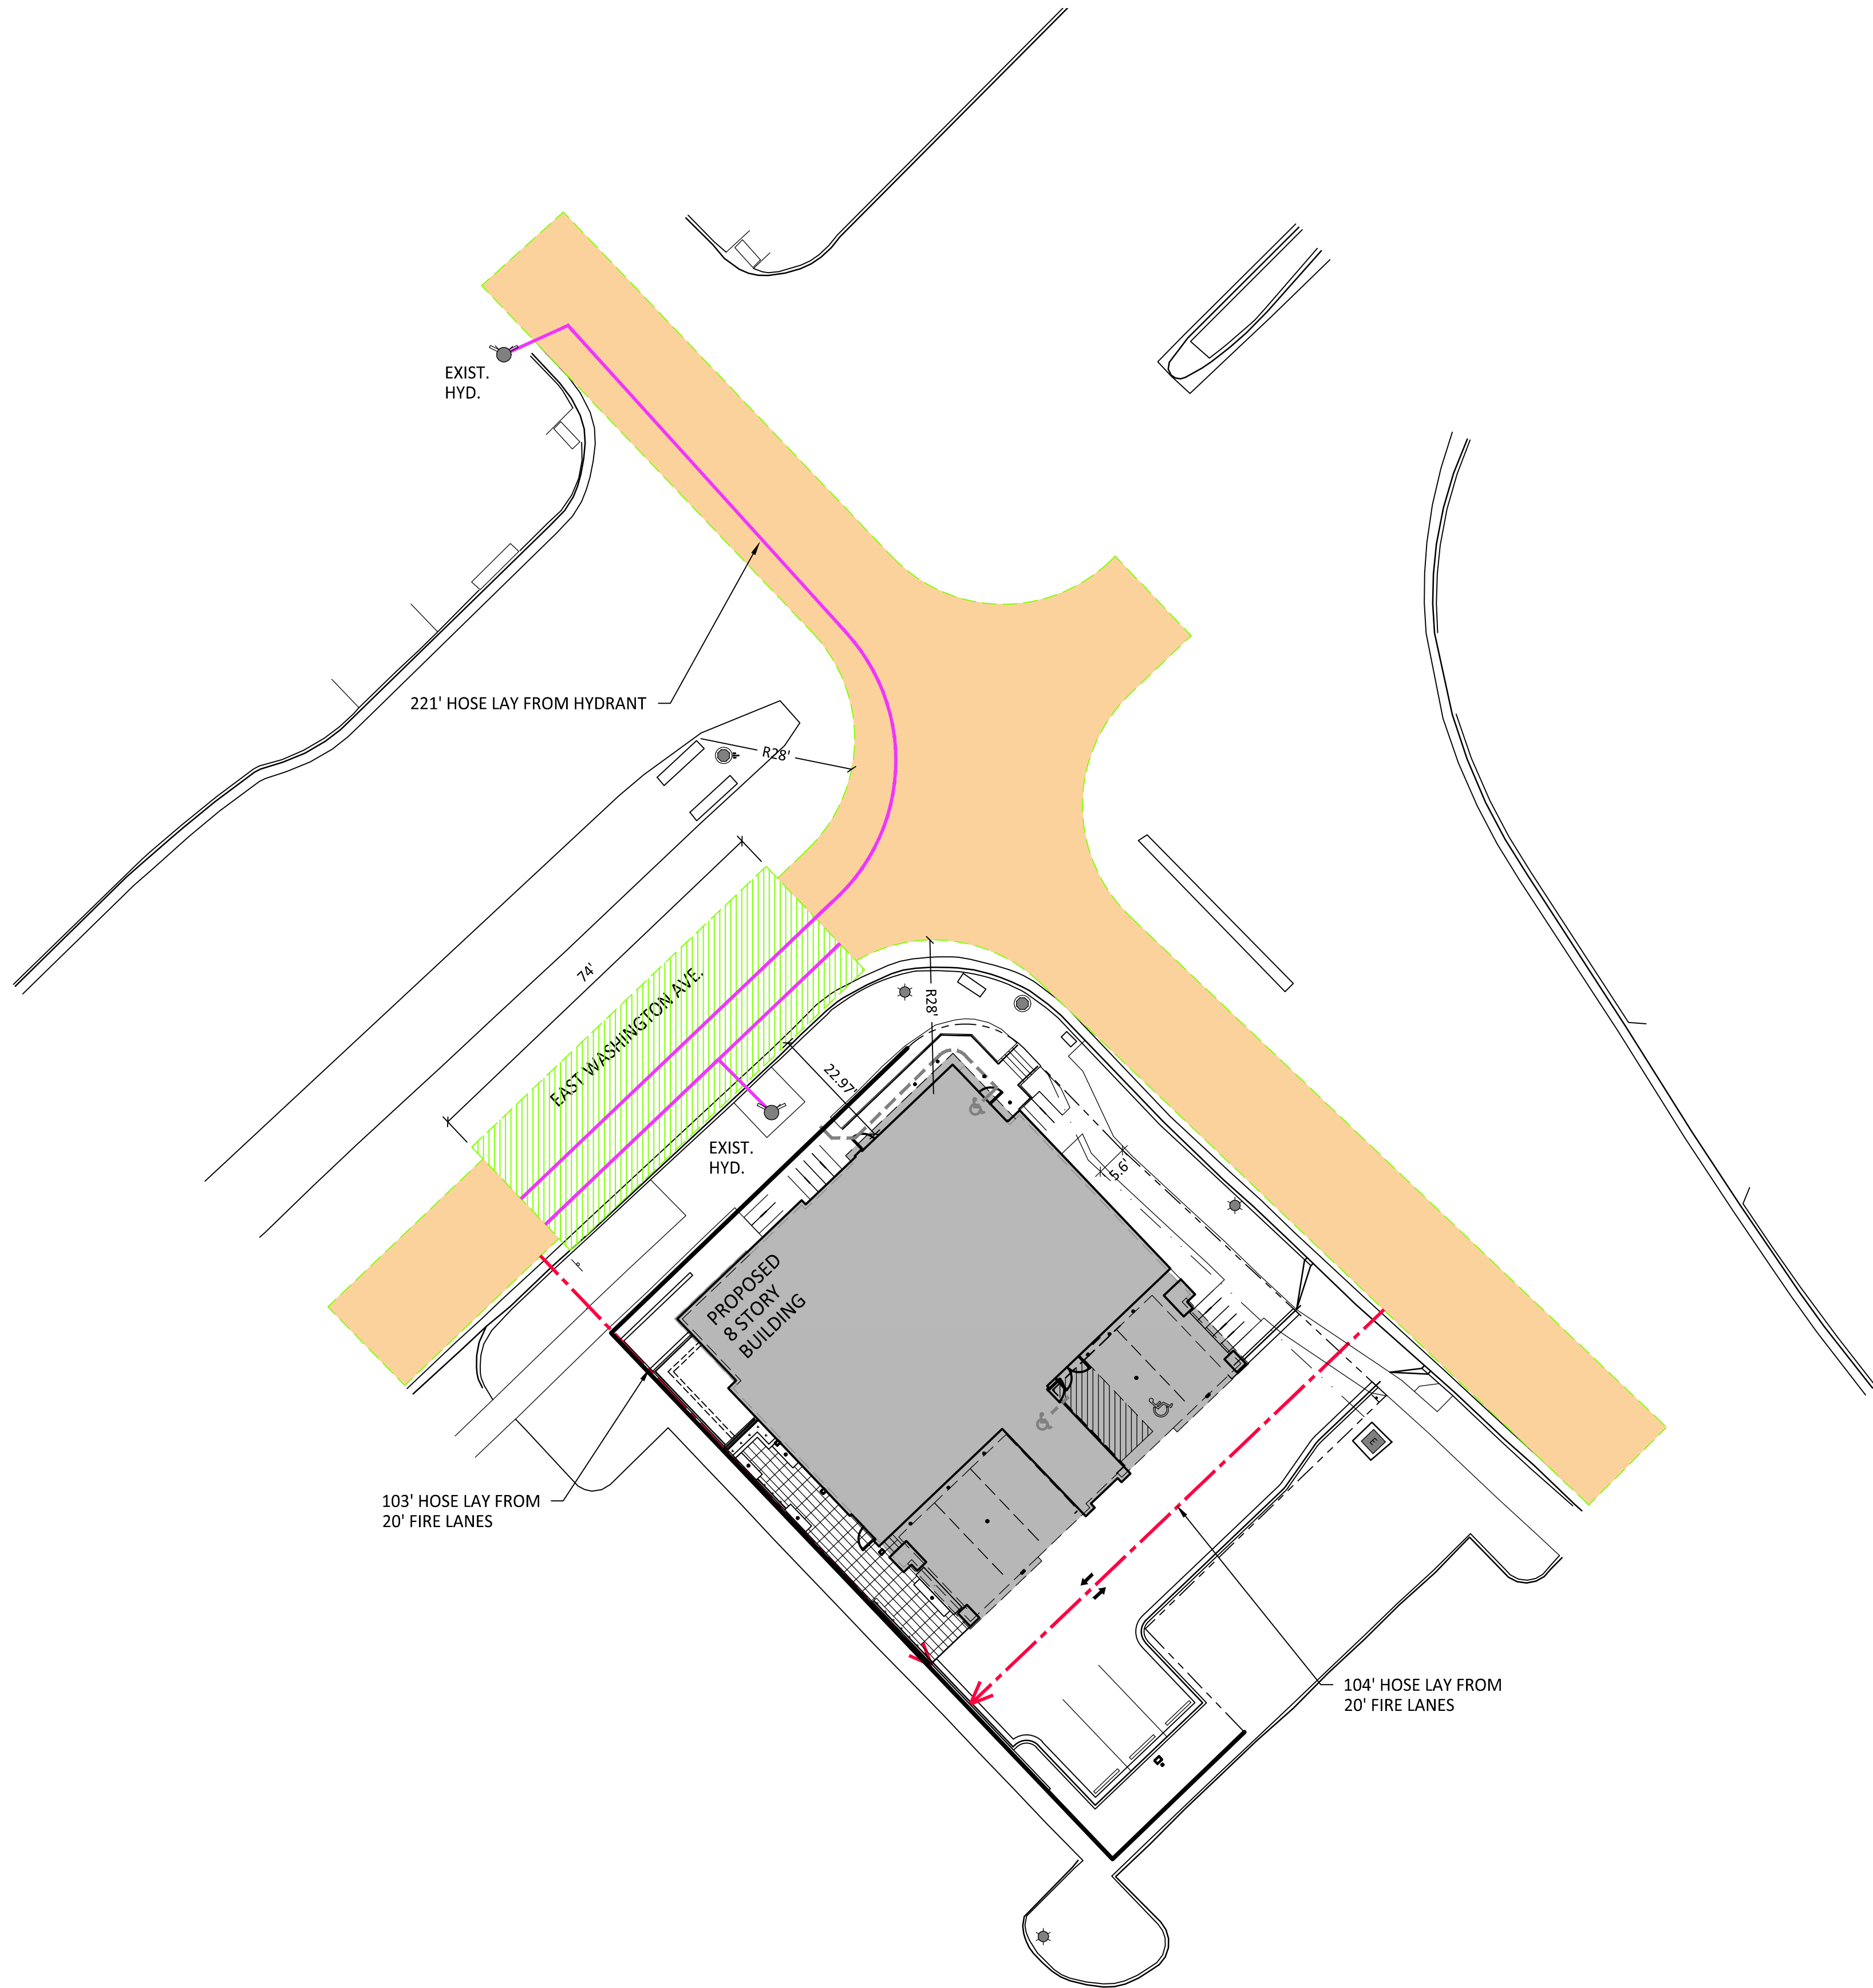 EXIST.
HYD.
221' HOSE LAY FROM HYDRANT
R28'
74'
EAST WASHINGTON AVE.
R28'
22.97'
EXIST.
HYD.
5.6'
PROPOSED
8 STORY
BUILDING
E
103' HOSE LAY FROM
20' FIRE LANES
104' HOSE LAY FROM
20' FIRE LANES